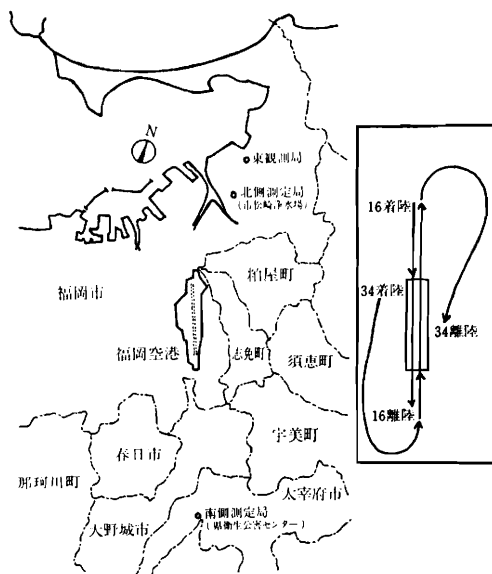 N
東観測局
北側測定局
(市松崎浄水場)
福岡市
粕屋町
福岡空港
志免町
須恵町
春日市
宇美町
那珂川町
太宰府市
大野城市
南側測定局
(県衛生公害センター)
16着陸
34着陸
34離陸
16離陸